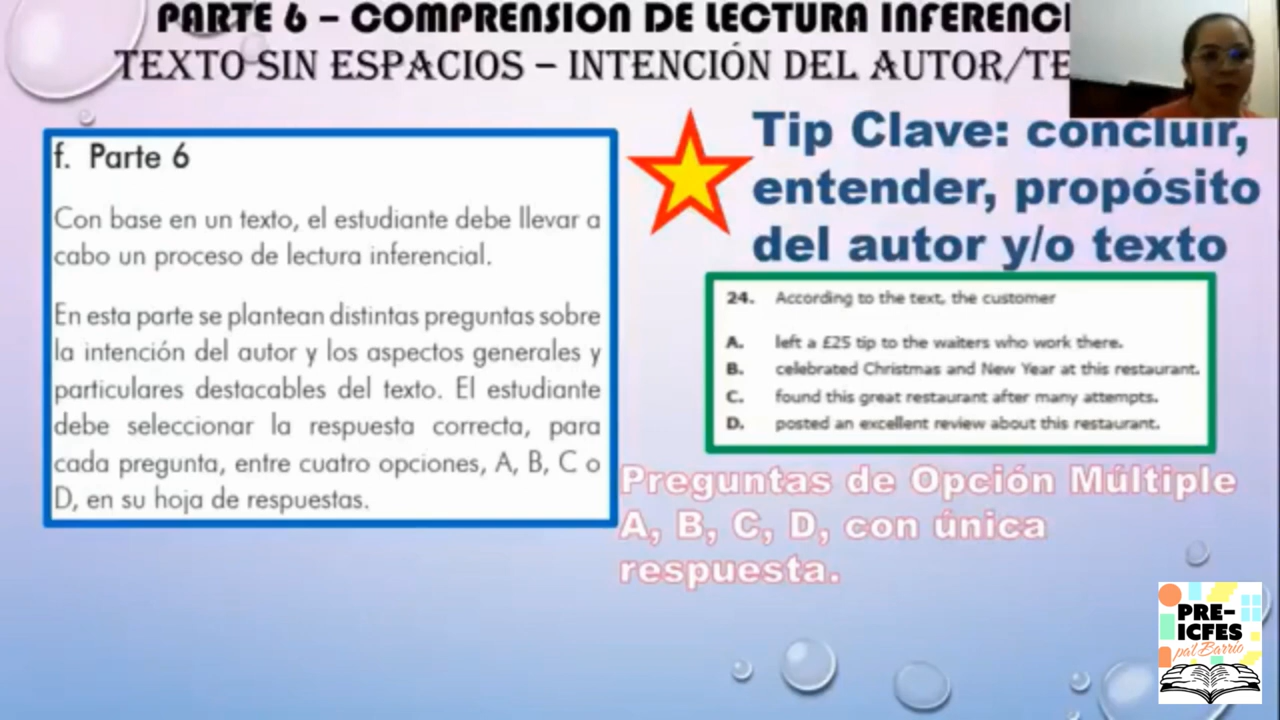 PARTE 6 – COMPRENSION DE LECTURA INFERENCI
TEXTO SIN ESPACIOS – INTENCIÓN DEL AUTOR/TE
f. Parte 6
Con base en un texto, el estudiante debe llevar a
cabo un proceso de lectura inferencial.
En esta parte se plantean distintas preguntas sobre
la intención del autor y los aspectos generales y
particulares destacables del texto. El estudiante
debe seleccionar la respuesta correcta, para
cada pregunta, entre cuatro opciones, A, B, C o
D, en su hoja de respuestas.
Tip Clave: concluir,
entender, propósito
del autor y/o texto
24. According to the text, the customer
A. left a £25 tip to the waiters who work there.
B. celebrated Christmas and New Year at this restaurant.
C. found this great restaurant after many attempts.
D. posted an excellent review about this restaurant.
Preguntas de Opción Múltiple
A, B, C, D, con única
respuesta.
PRE-
ICFES
pa'l Barrio